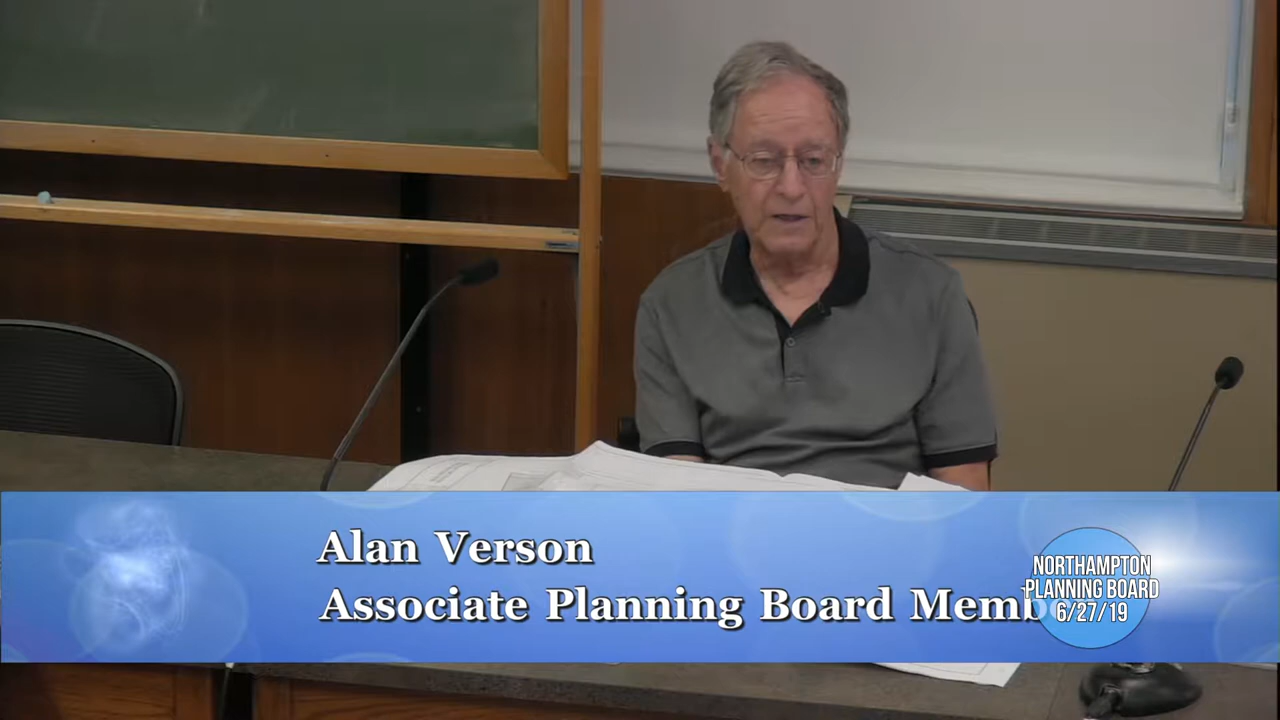 Alan Verson
Associate Planning Board Memb
NORTHAMPTON
PLANNING BOARD
6/27/19